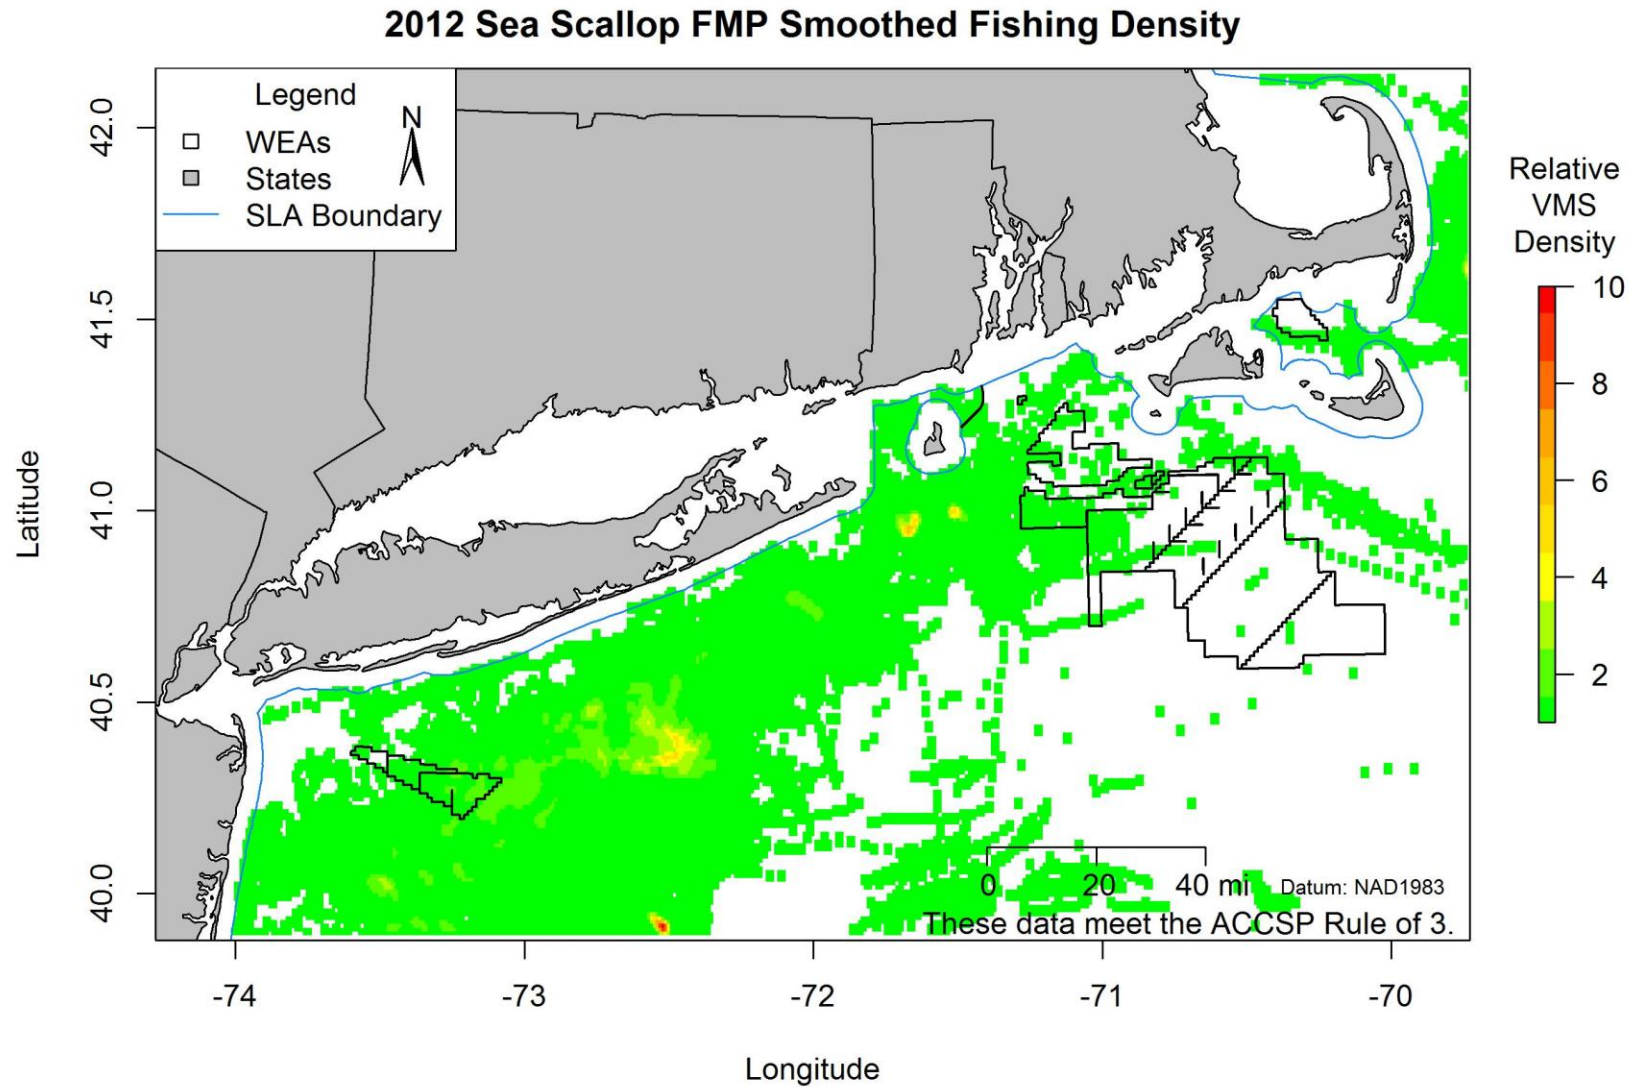 2012 Sea Scallop FMP Smoothed Fishing Density
Legend
N
WEAs
States
SLA Boundary
Relative
VMS
Density
10
8
6
4
2
Latitude
42.0
41.5
41.0
40.5
40.0
0 20 40 mi Datum: NAD1983
These data meet the ACCSP Rule of 3.
-74 -73 -72 -71 -70
Longitude